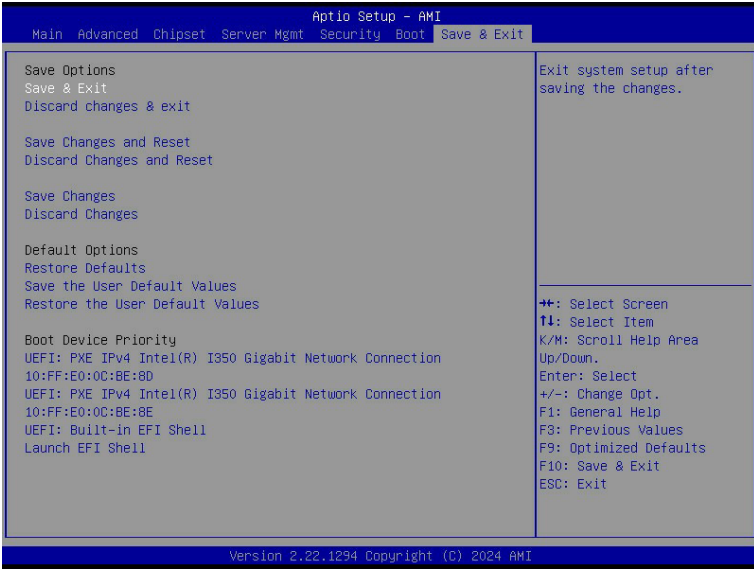 Aptio Setup – AMI
Main Advanced Chipset Server Mgmt Security Boot Save & Exit
Save Options
Save & Exit
Discard changes & exit
Save Changes and Reset
Discard Changes and Reset
Save Changes
Discard Changes
Default Options
Restore Defaults
Save the User Default Values
Restore the User Default Values
Boot Device Priority
UEFI: PXE IPv4 Intel(R) I350 Gigabit Network Connection
10:FF:E0:0C:BE:8D
UEFI: PXE IPv4 Intel(R) I350 Gigabit Network Connection
10:FF:E0:0C:BE:8E
UEFI: Built-in EFI Shell
Launch EFI Shell
Exit system setup after
saving the changes.
→←: Select Screen
↑↓: Select Item
K/M: Scroll Help Area
Up/Down.
Enter: Select
+/-: Change Opt.
F1: General Help
F3: Previous Values
F9: Optimized Defaults
F10: Save & Exit
ESC: Exit
Version 2.22.1294 Copyright (C) 2024 AMI